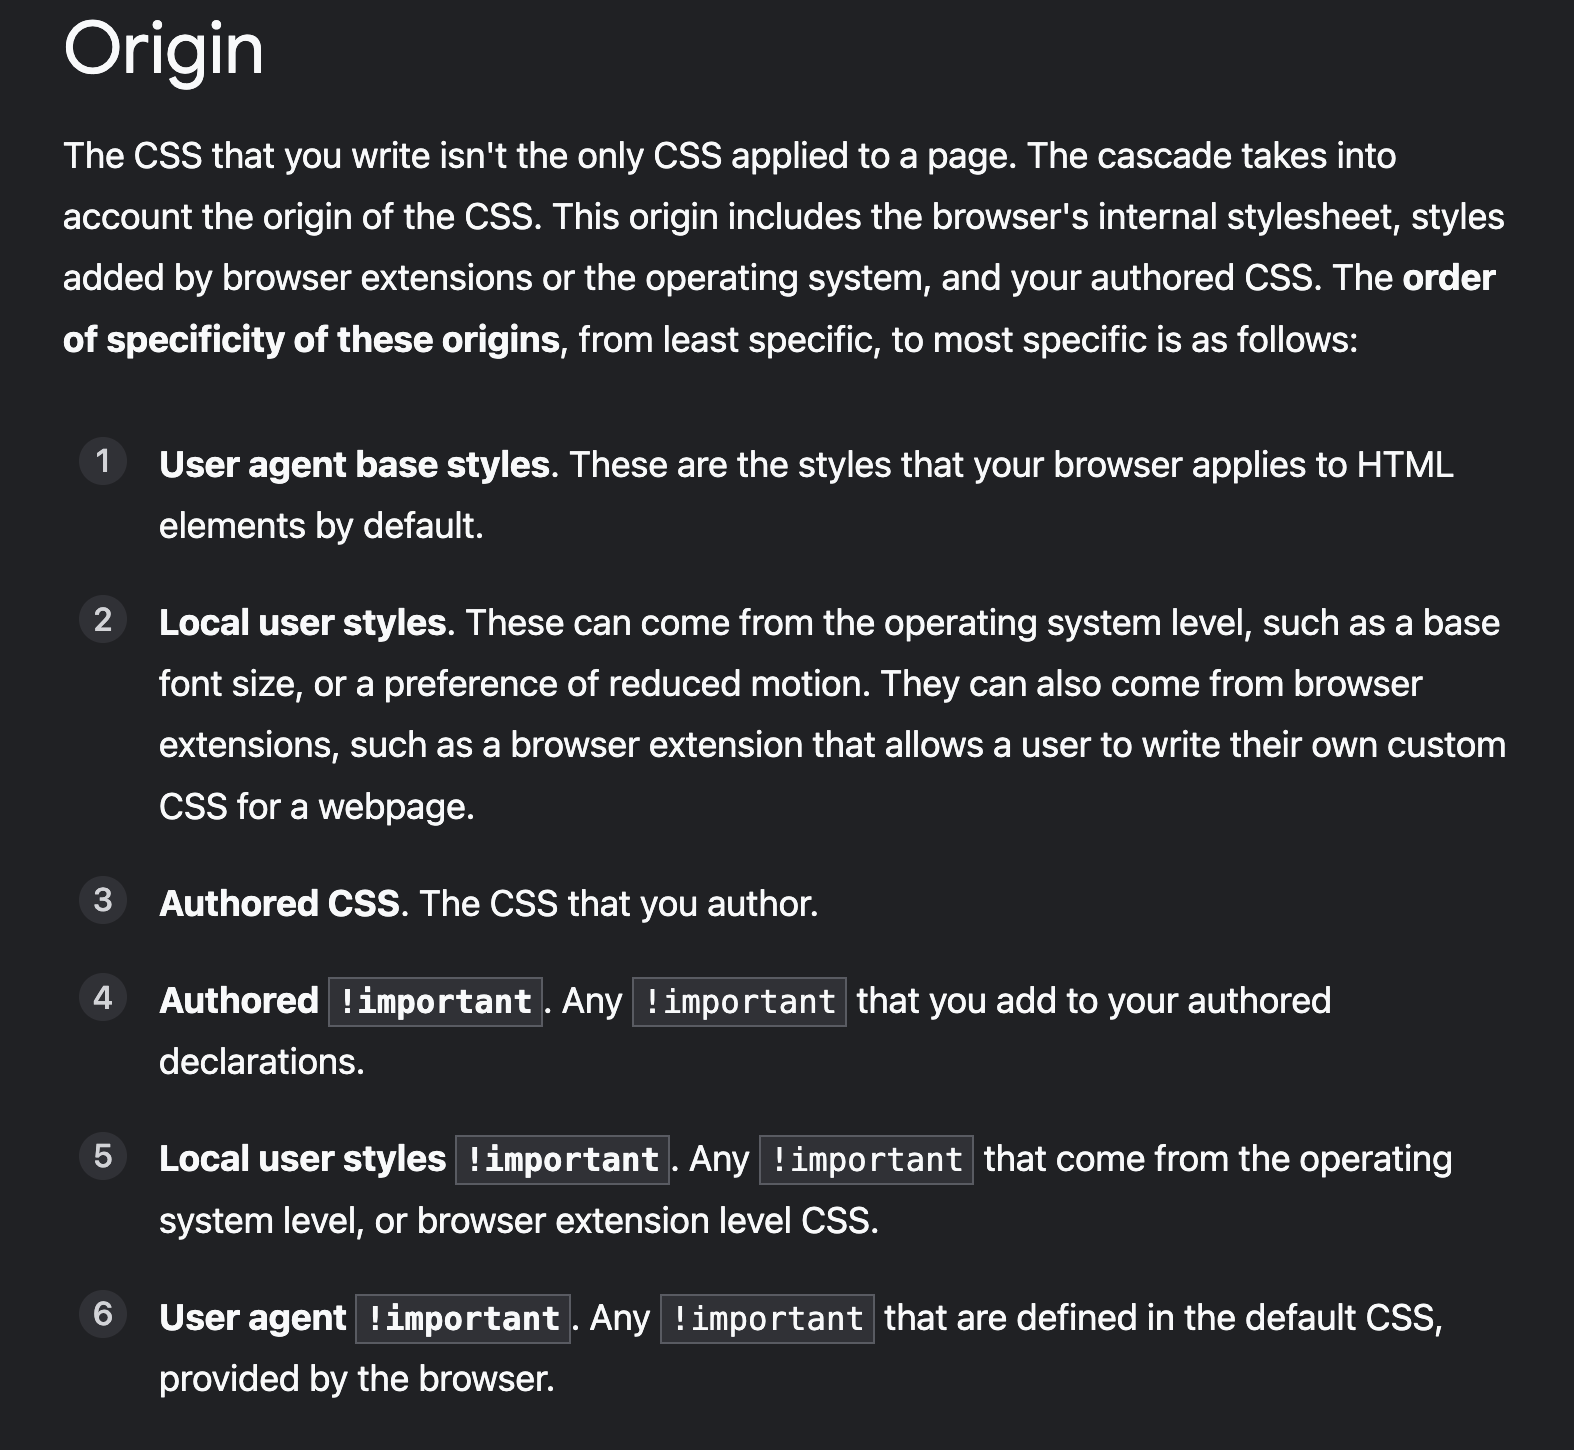 Origin
The CSS that you write isn't the only CSS applied to a page. The cascade takes into
account the origin of the CSS. This origin includes the browser's internal stylesheet, styles
added by browser extensions or the operating system, and your authored CSS. The order
of specificity of these origins, from least specific, to most specific is as follows:
1 User agent base styles. These are the styles that your browser applies to HTML
elements by default.
2 Local user styles. These can come from the operating system level, such as a base
font size, or a preference of reduced motion. They can also come from browser
extensions, such as a browser extension that allows a user to write their own custom
CSS for a webpage.
3 Authored CSS. The CSS that you author.
4 Authored !important. Any !important that you add to your authored
declarations.
5 Local user styles !important. Any !important that come from the operating
system level, or browser extension level CSS.
6 User agent !important. Any !important that are defined in the default CSS,
provided by the browser.